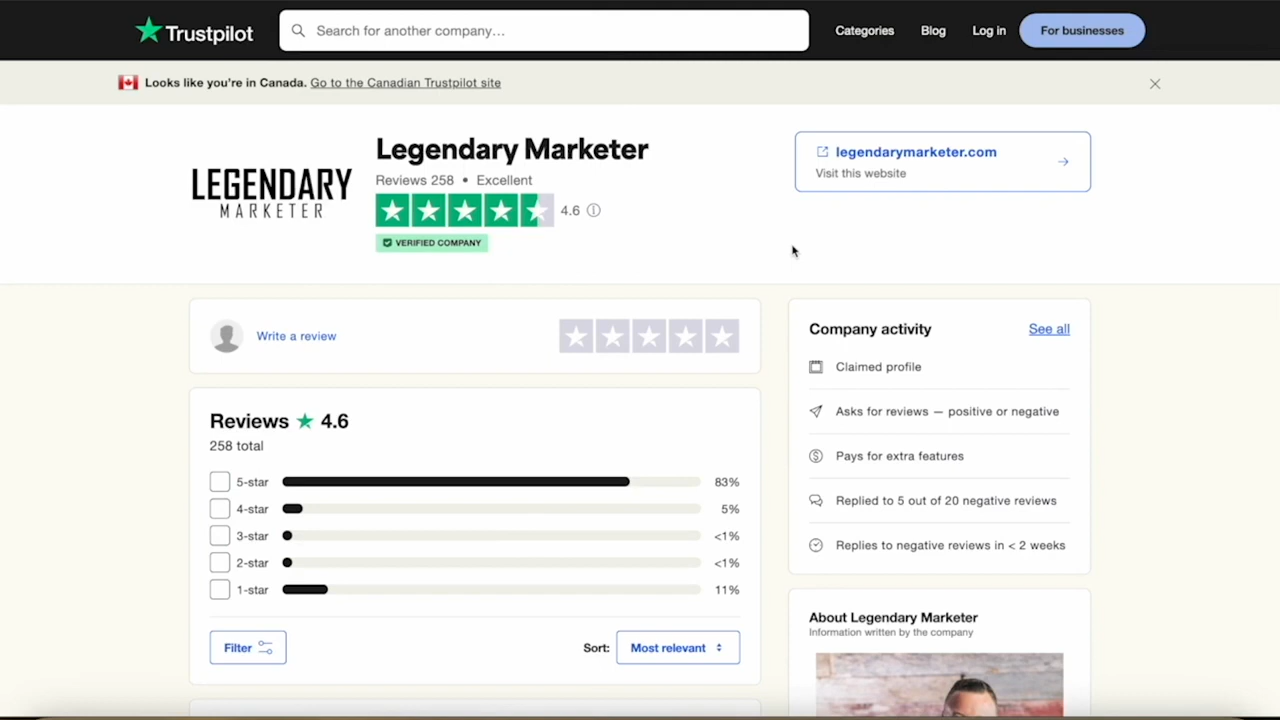 Trustpilot
Search for another company…
Categories
Blog
Log in
For businesses
Looks like you're in Canada. Go to the Canadian Trustpilot site
LEGENDARY
MARKETER
Legendary Marketer
Reviews 258 • Excellent
4.6
VERIFIED COMPANY
legendarymarketer.com
Visit this website
Write a review
Reviews ★ 4.6
258 total
5-star 83%
4-star 5%
3-star <1%
2-star <1%
1-star 11%
Filter
Sort: Most relevant
Company activity See all
Claimed profile
Asks for reviews — positive or negative
Pays for extra features
Replied to 5 out of 20 negative reviews
Replies to negative reviews in < 2 weeks
About Legendary Marketer
Information written by the company